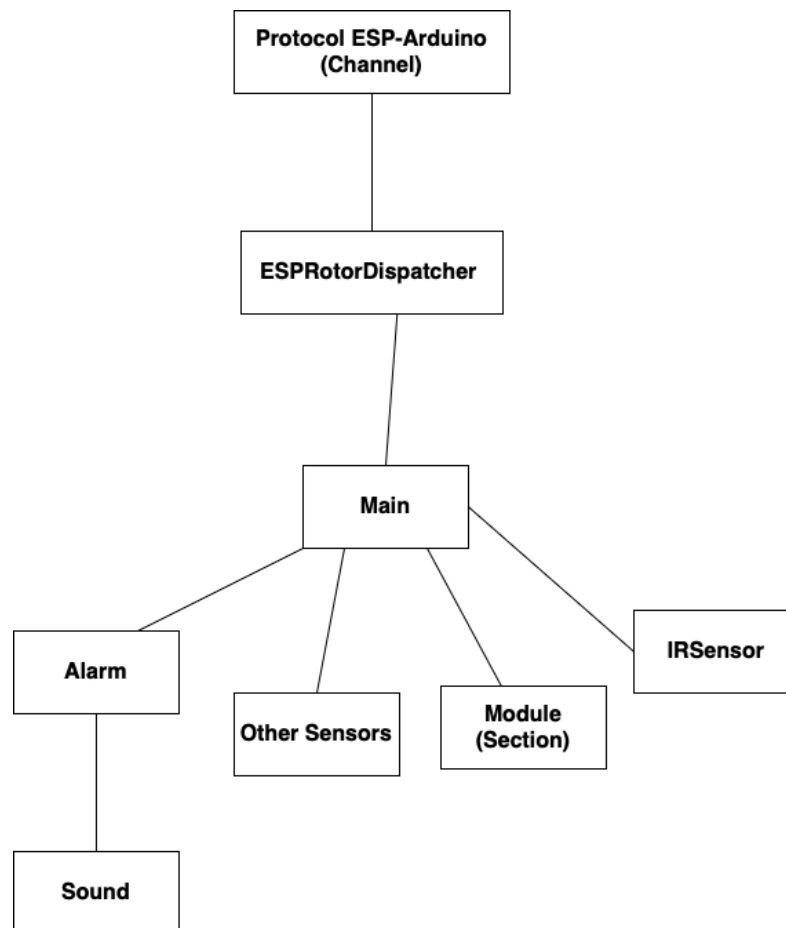 Protocol ESP-Arduino
(Channel)
ESPRotorDispatcher
Main
Alarm
IRSensor
Other Sensors
Module
(Section)
Sound